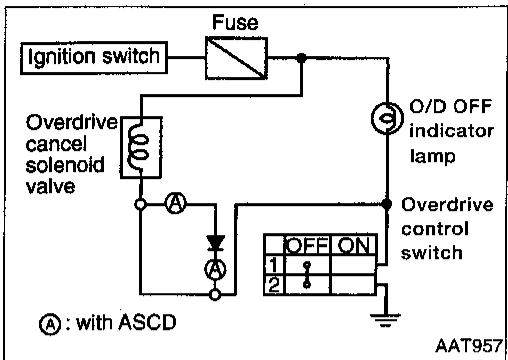 Fuse
Ignition switch
Overdrive
cancel
solenoid
valve
O/D OFF
indicator
lamp
A
A
Overdrive
control
switch
OFF ON
1
2
A : with ASCD
AAT957